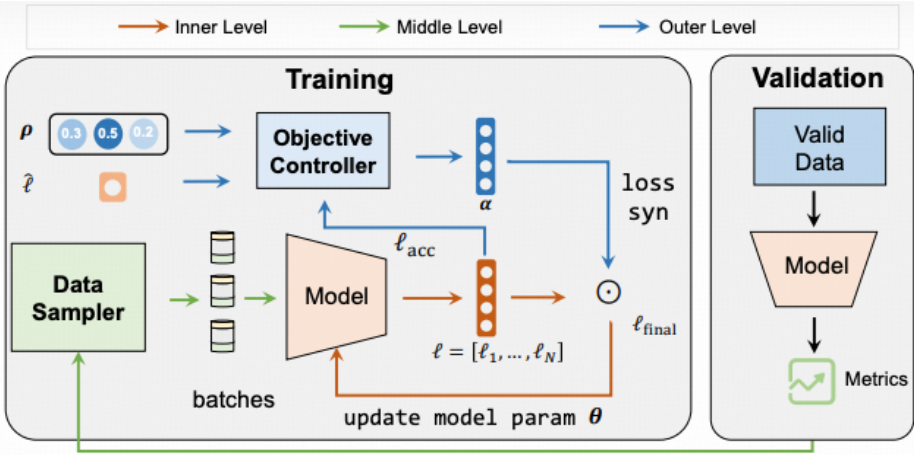 Inner Level
Middle Level
Outer Level
Training
ρ
0.3 0.5 0.2
Objective
Controller
α
ℓ̂
loss
syn
ℓacc
Data
Sampler
Model
⊙
ℓfinal
ℓ = [ℓ1, …, ℓN]
batches
update model param θ
Validation
Valid
Data
Model
Metrics